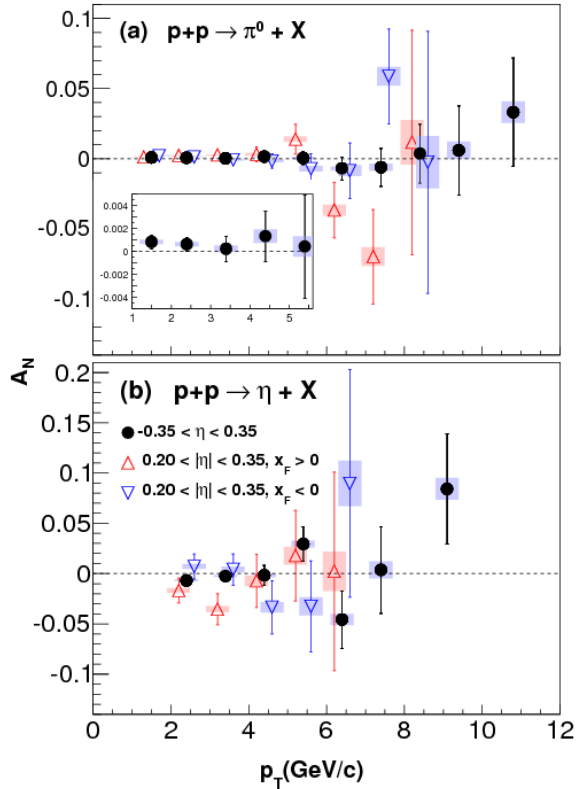 (a) p+p → π⁰ + X
0.1
0.05
0
-0.05
-0.1
0.004
0.002
0
-0.002
-0.004
1 2 3 4 5
A_N
(b) p+p → η + X
-0.35 < η < 0.35
0.20 < |η| < 0.35, x_F > 0
0.20 < |η| < 0.35, x_F < 0
0.2
0.15
0.1
0.05
0
-0.05
-0.1
0 2 4 6 8 10 12
p_T(GeV/c)